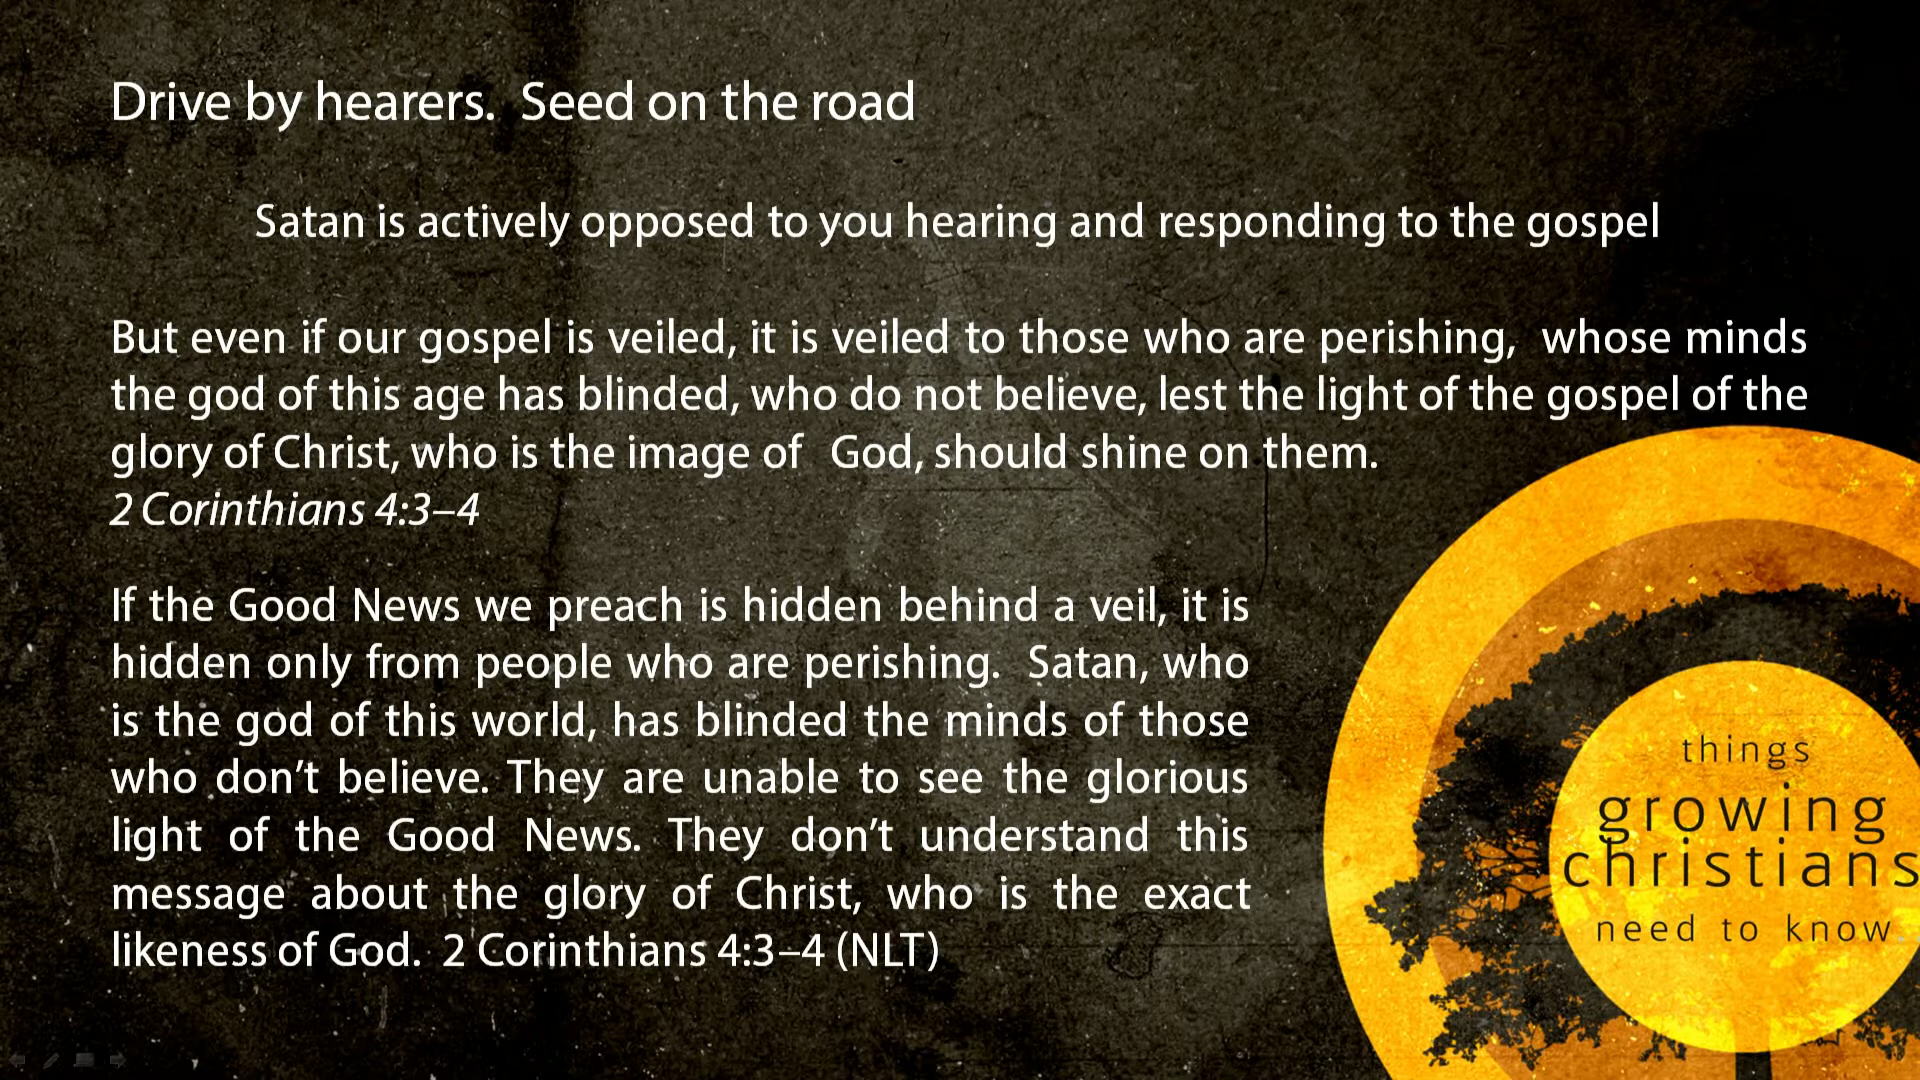 Drive by hearers.  Seed on the road
Satan is actively opposed to you hearing and responding to the gospel
But even if our gospel is veiled, it is veiled to those who are perishing,  whose minds
the god of this age has blinded, who do not believe, lest the light of the gospel of the
glory of Christ, who is the image of  God, should shine on them.
2 Corinthians 4:3–4
If the Good News we preach is hidden behind a veil, it is
hidden only from people who are perishing.  Satan, who
is the god of this world, has blinded the minds of those
who don’t believe. They are unable to see the glorious
light of the Good News. They don’t understand this
message about the glory of Christ, who is the exact
likeness of God.  2 Corinthians 4:3–4 (NLT)
things
growing
christians
need to know